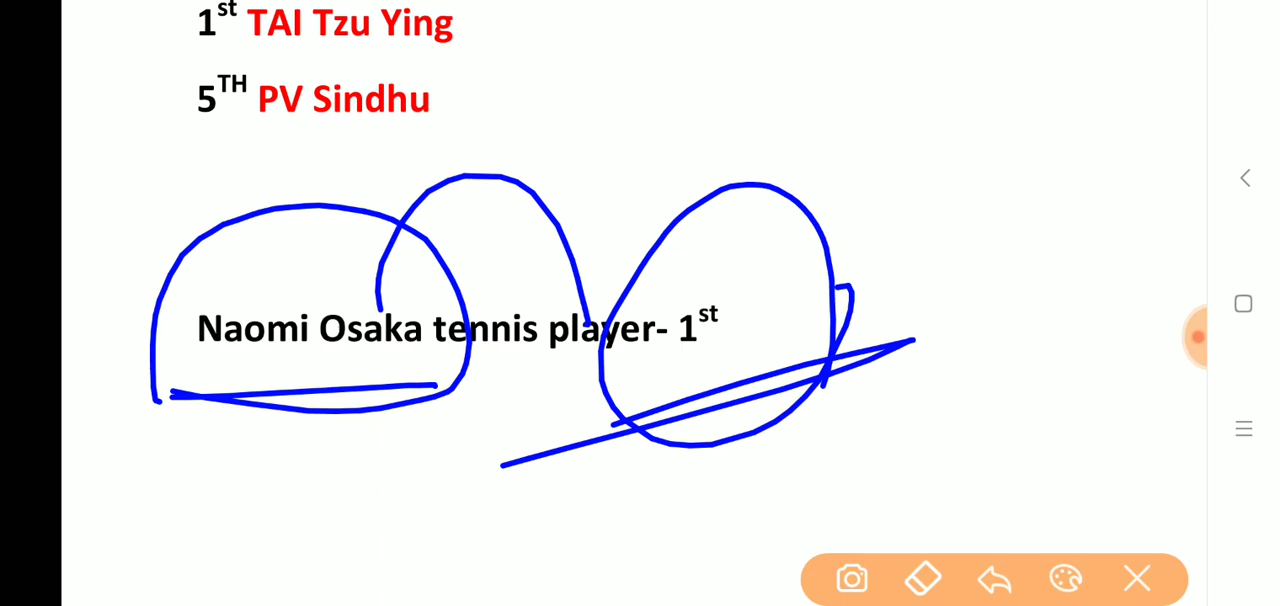 1st TAI Tzu Ying
5TH PV Sindhu
Naomi Osaka tennis player- 1st